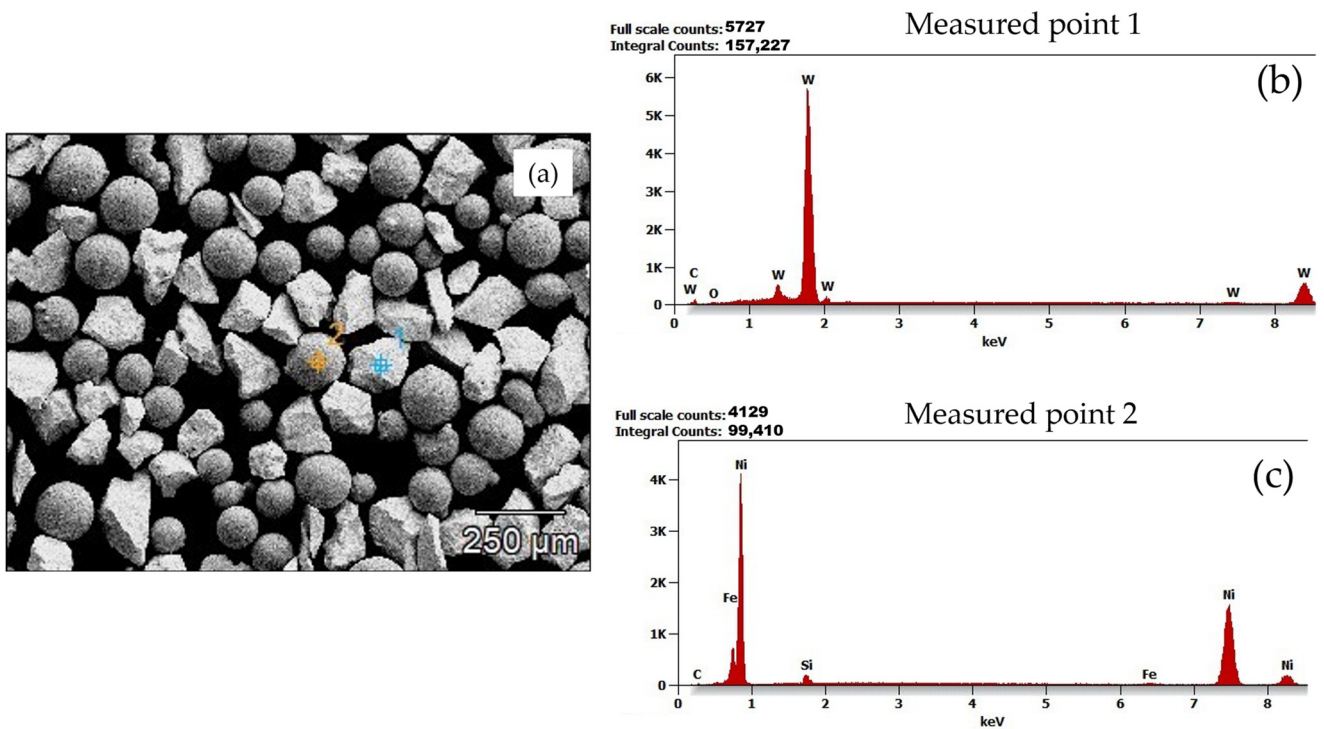 (a)
2
1
250 µm
Measured point 1
Full scale counts: 5727
Integral Counts: 157,227
(b)
6K
5K
4K
3K
2K
1K
0
W
C
W
O
W
W
W
W
0 1 2 3 4 5 6 7 8
keV
Measured point 2
Full scale counts: 4129
Integral Counts: 99,410
(c)
4K
3K
2K
1K
0
Ni
Fe
C
Si
Fe
Ni
Ni
0 1 2 3 4 5 6 7 8
keV